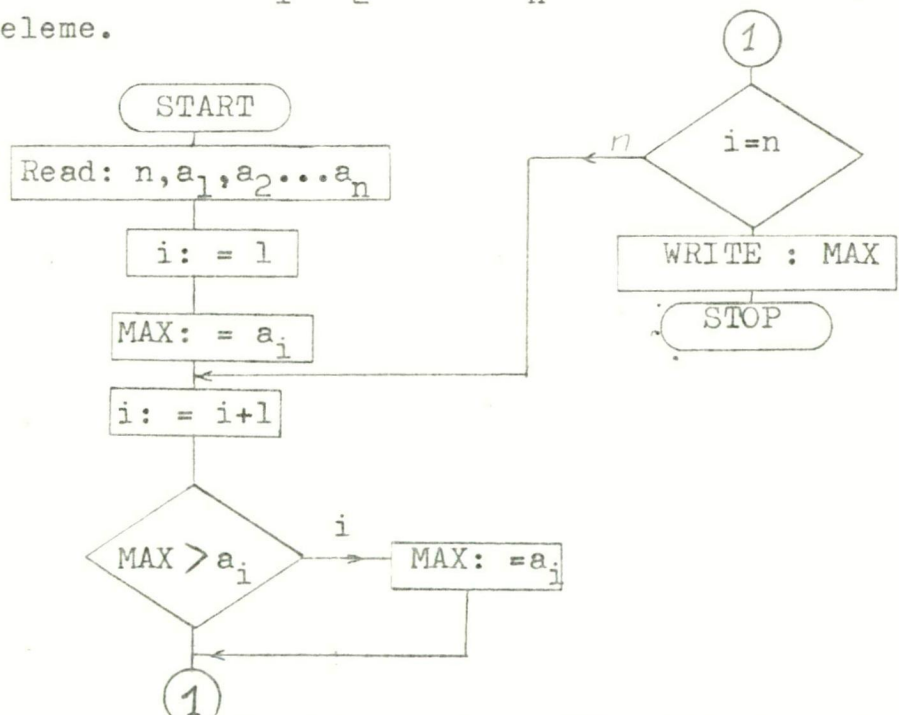 eleme.
START
Read: n,a1,a2...an
i: = 1
MAX: = ai
i: = i+1
MAX > ai
i
MAX: =ai
1
1
i=n
n
WRITE : MAX
STOP